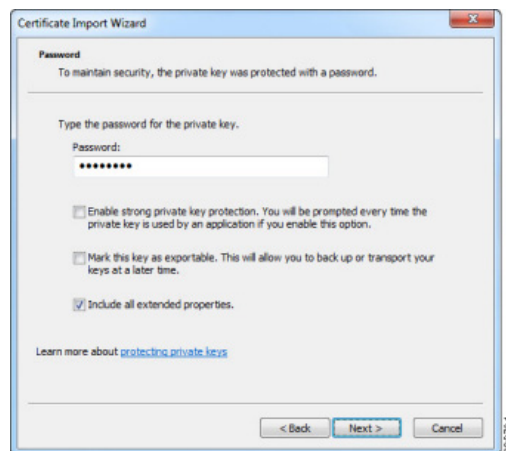 Certificate Import Wizard
Password
To maintain security, the private key was protected with a password.
Type the password for the private key.
Password:
••••••••
Enable strong private key protection. You will be prompted every time the
private key is used by an application if you enable this option.
Mark this key as exportable. This will allow you to back up or transport your
keys at a later time.
Include all extended properties.
Learn more about protecting private keys
< Back
Next >
Cancel